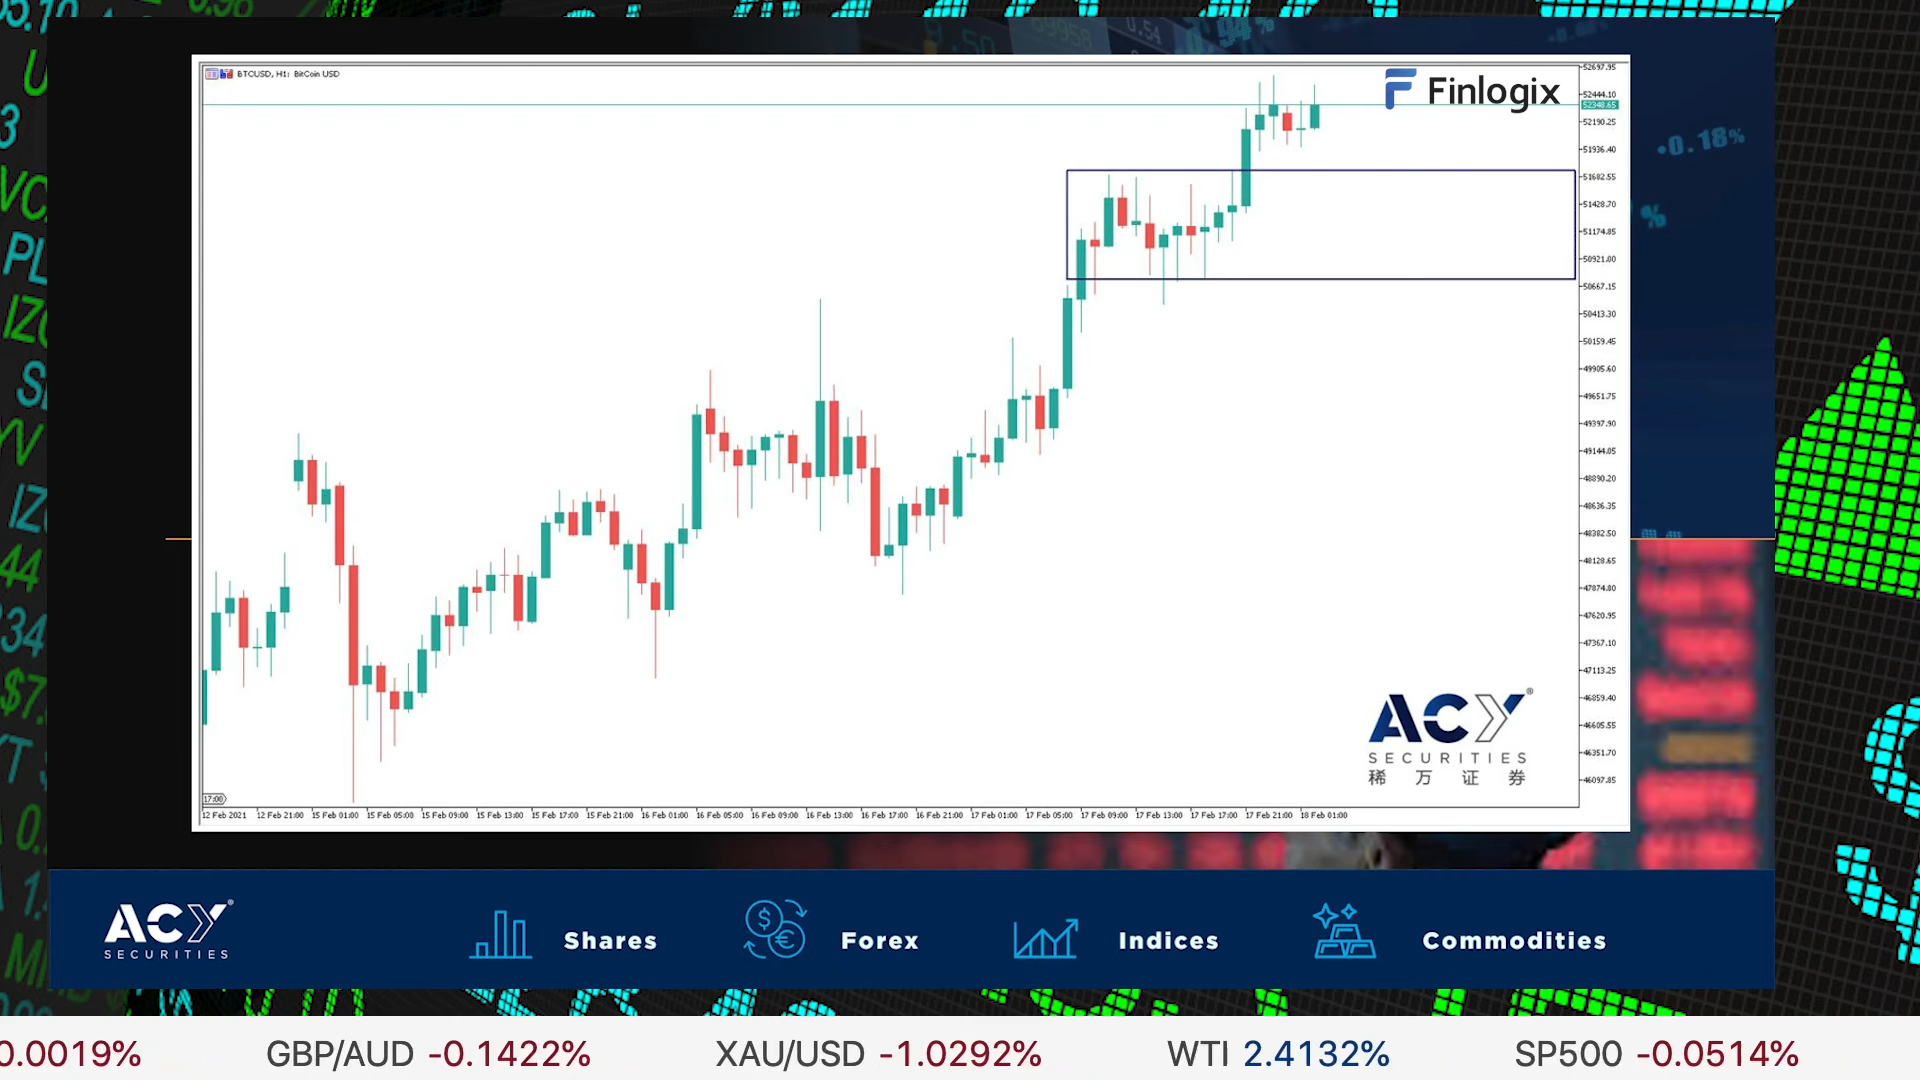 BTCUSD, H1: BitCoin USD
Finlogix
52697.95
52444.10
52348.65
52190.25
51936.40
51682.55
51428.70
51174.85
50921.00
50667.15
50413.30
50159.45
49905.60
49651.75
49397.90
49144.05
48890.20
48636.35
48382.50
48128.65
47874.80
47620.95
47367.10
47113.25
46859.40
46605.55
46351.70
46097.85
ACY
SECURITIES
稀万证券
17:00
12 Feb 2021 12 Feb 21:00 15 Feb 01:00 15 Feb 05:00 15 Feb 09:00 15 Feb 13:00 15 Feb 17:00 15 Feb 21:00 16 Feb 01:00 16 Feb 05:00 16 Feb 09:00 16 Feb 13:00 16 Feb 17:00 16 Feb 21:00 17 Feb 01:00 17 Feb 05:00 17 Feb 09:00 17 Feb 13:00 17 Feb 17:00 17 Feb 21:00 18 Feb 01:00
0.18%
ACY
SECURITIES
Shares
Forex
Indices
Commodities
0.0019% GBP/AUD -0.1422% XAU/USD -1.0292% WTI 2.4132% SP500 -0.0514%